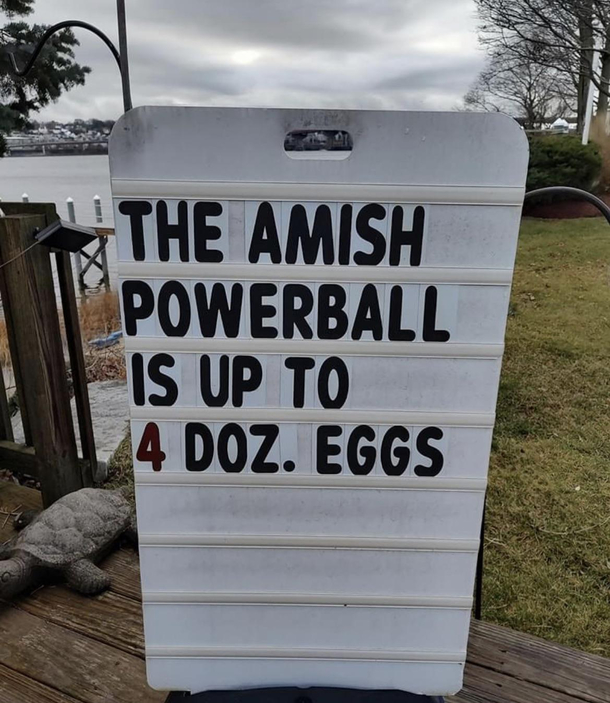 THE AMISH
POWERBALL
IS UP TO
4 DOZ. EGGS